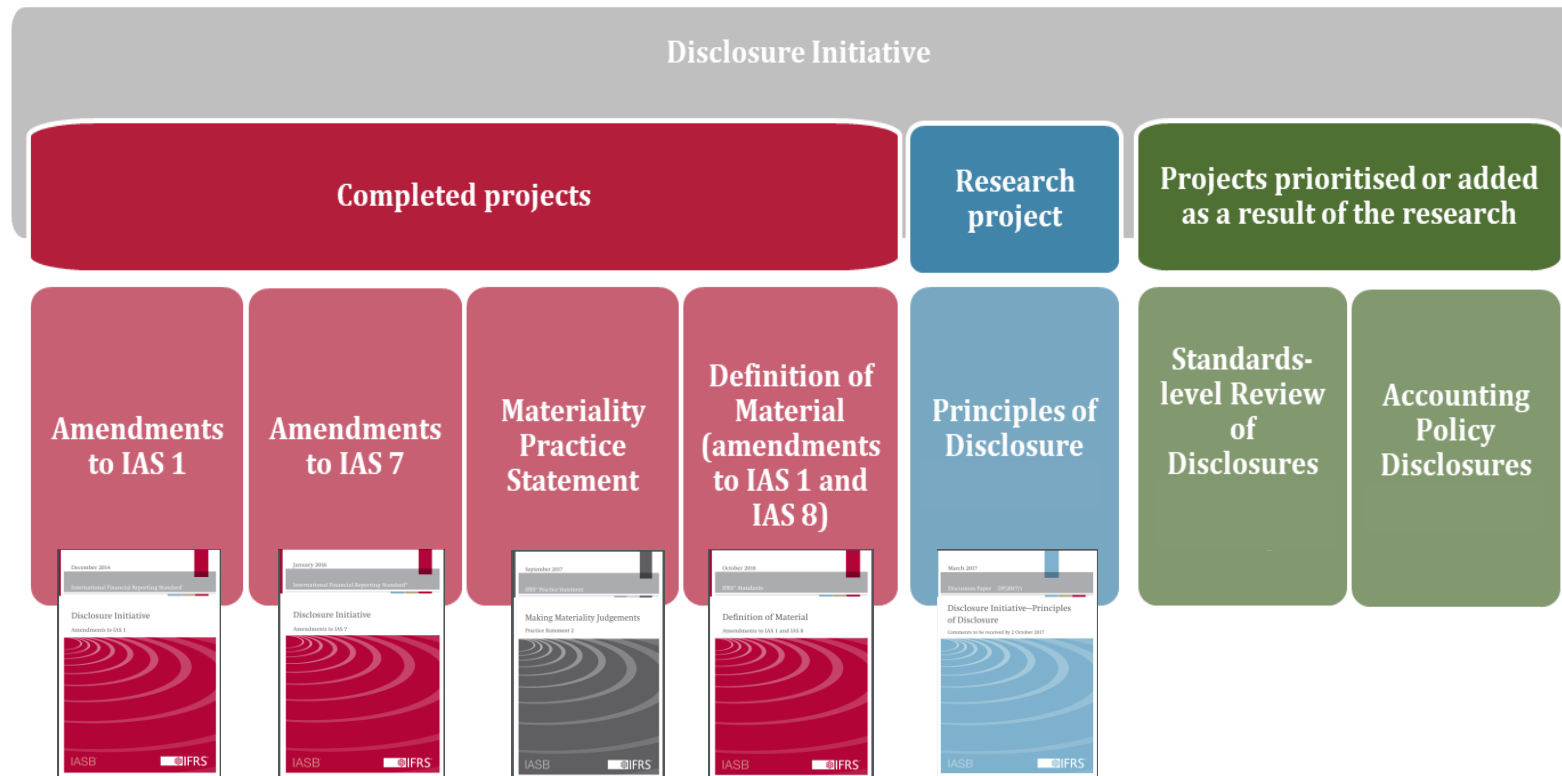 Disclosure Initiative
Completed projects
Research
project
Projects prioritised or added
as a result of the research
Amendments
to IAS 1
Amendments
to IAS 7
Materiality
Practice
Statement
Definition of
Material
(amendments
to IAS 1 and
IAS 8)
Principles of
Disclosure
Standards-
level Review
of
Disclosures
Accounting
Policy
Disclosures
December 2014
International Financial Reporting Standard
Disclosure Initiative
Amendments to IAS 1
IASB
IFRS
January 2016
International Financial Reporting Standard®
Disclosure Initiative
Amendments to IAS 7
IASB
IFRS
September 2017
IFRS® Practice Statement
Making Materiality Judgements
Practice Statement 2
IASB
IFRS
October 2018
IFRS® Standards
Definition of Material
Amendments to IAS 1 and IAS 8
IASB
IFRS
March 2017
Discussion Paper DP/2017/1
Disclosure Initiative—Principles
of Disclosure
Comments to be received by 2 October 2017
IASB
IFRS